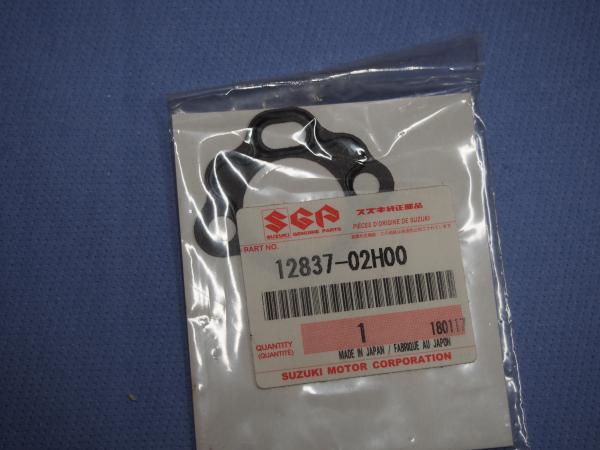 SGP
SUZUKI GENUINE PARTS
スズキ純正部品
PIÈCES D'ORIGINE DE SUZUKI
PART NO.
12837-02H00
QUANTITY
(QUANTITÉ)
1
180117
MADE IN JAPAN / FABRIQUE AU JAPON
SUZUKI MOTOR CORPORATION